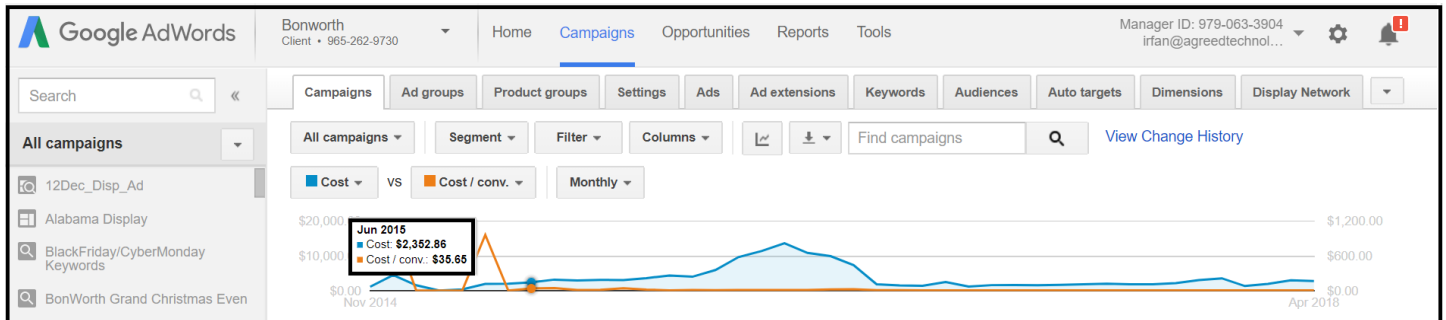 Google AdWords
Bonworth
Client • 965-262-9730
Home Campaigns Opportunities Reports Tools
Manager ID: 979-063-3904
irfan@agreedtechnol...
!
Search «
Campaigns Ad groups Product groups Settings Ads Ad extensions Keywords Audiences Auto targets Dimensions Display Network
All campaigns
All campaigns Segment Filter Columns Find campaigns View Change History
12Dec_Disp_Ad
Cost VS Cost / conv. Monthly
Alabama Display
BlackFriday/CyberMonday
Keywords
BonWorth Grand Christmas Even
$20,000.00 $1,200.00
Jun 2015
Cost: $2,352.86
Cost / conv.: $35.65
$10,000 $600.00
$0.00 $0.00
Nov 2014 Apr 2018